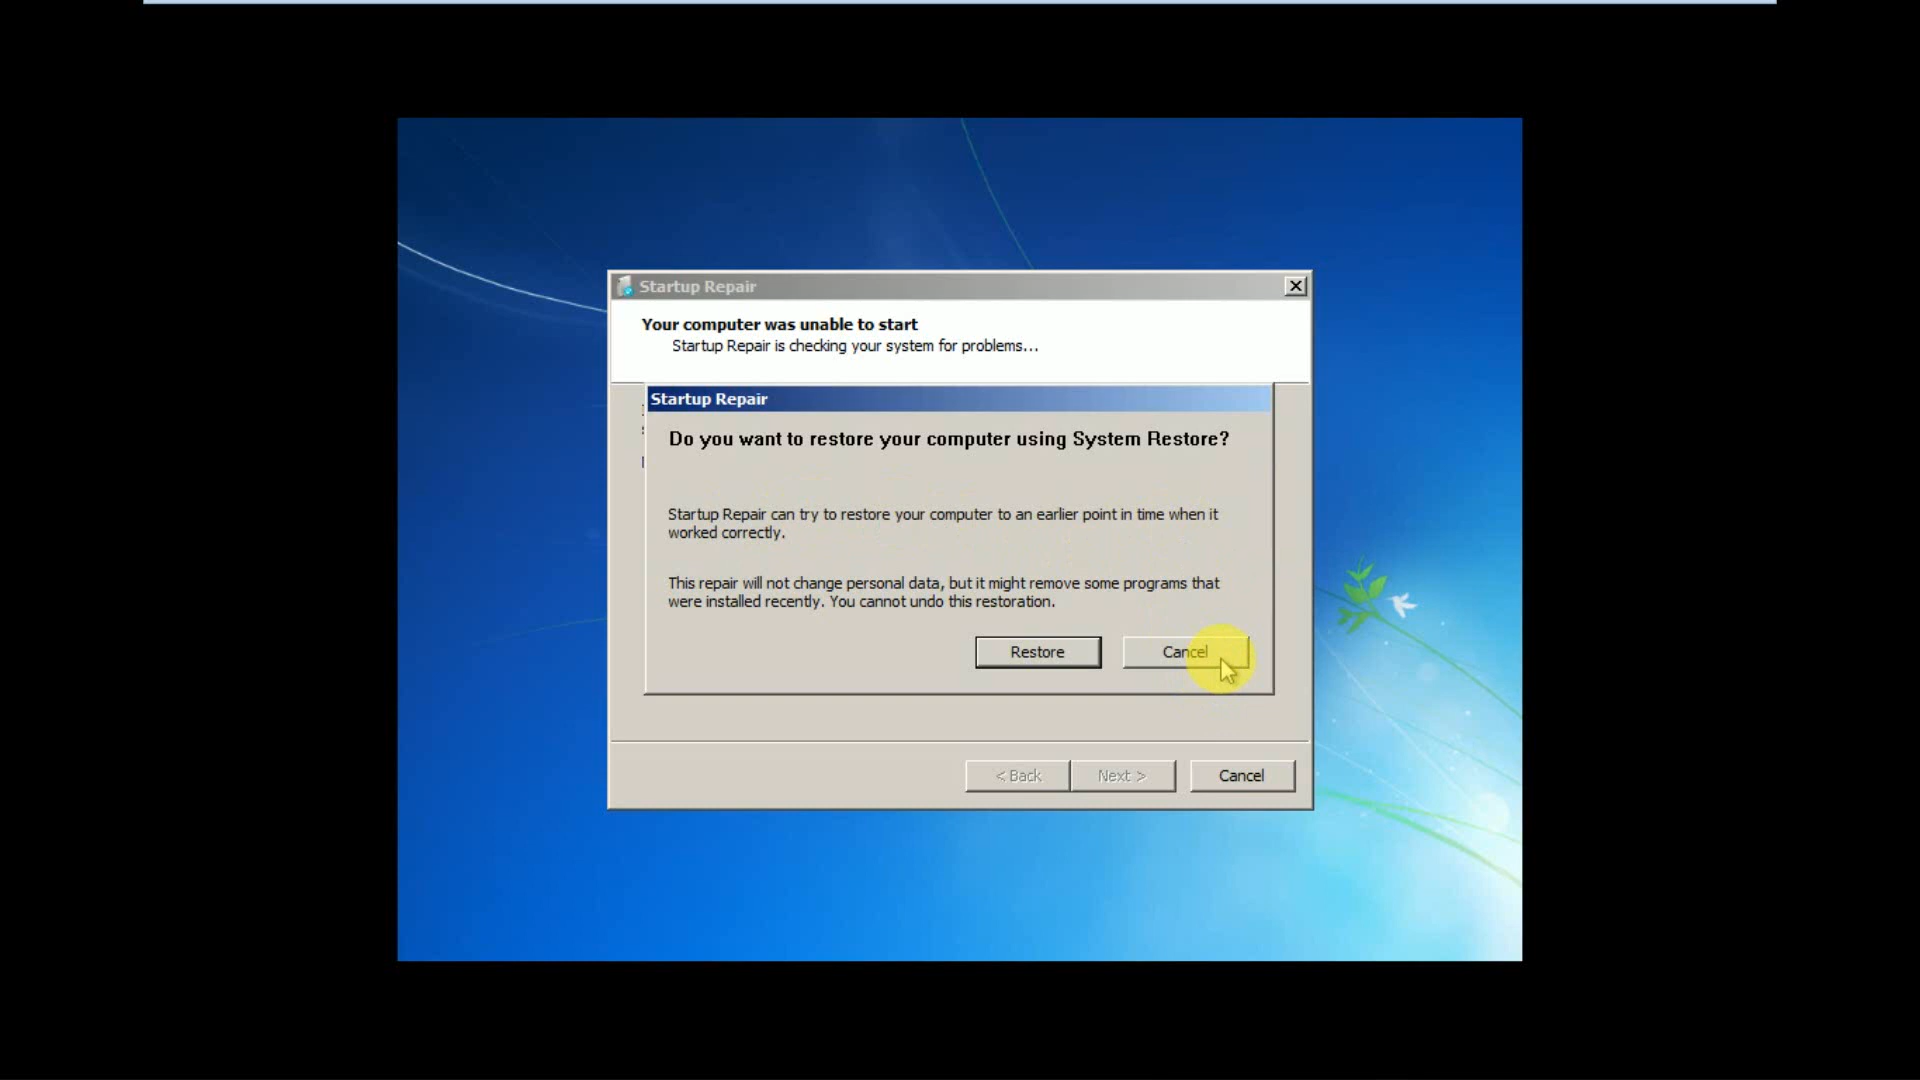 Startup Repair
Your computer was unable to start
Startup Repair is checking your system for problems...
Startup Repair
Do you want to restore your computer using System Restore?
Startup Repair can try to restore your computer to an earlier point in time when it
worked correctly.
This repair will not change personal data, but it might remove some programs that
were installed recently. You cannot undo this restoration.
Restore
Cancel
< Back
Next >
Cancel